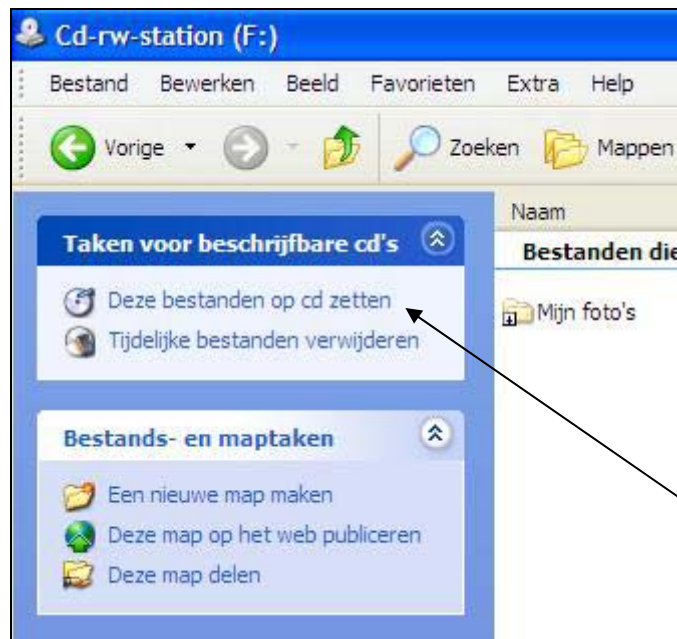 Cd-rw-station (F:)
Bestand Bewerken Beeld Favorieten Extra Help
Vorige Zoeken Mappen
Naam
Taken voor beschrijfbare cd's
Bestanden die
Deze bestanden op cd zetten
Mijn foto's
Tijdelijke bestanden verwijderen
Bestands- en maptaken
Een nieuwe map maken
Deze map op het web publiceren
Deze map delen